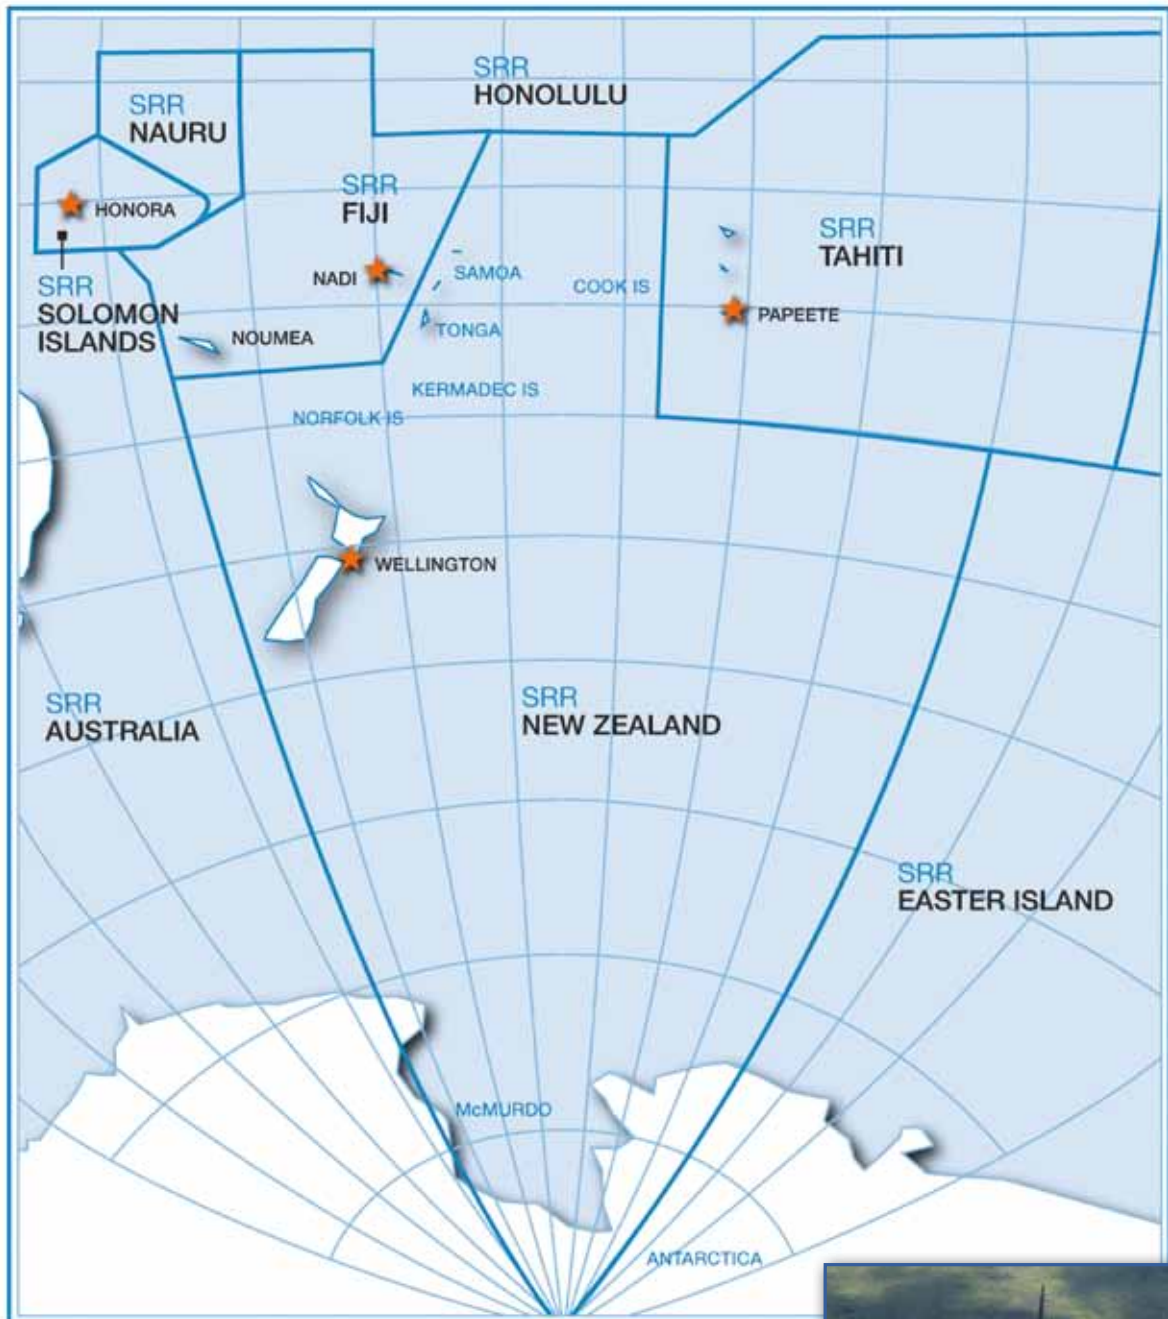 SRR
HONOLULU
SRR
NAURU
HONORA
SRR
FIJI
NADI
SAMOA
COOK IS
SRR
TAHITI
PAPEETE
SRR
SOLOMON
ISLANDS
NOUMEA
TONGA
KERMADEC IS
NORFOLK IS
WELLINGTON
SRR
AUSTRALIA
SRR
NEW ZEALAND
SRR
EASTER ISLAND
McMURDO
ANTARCTICA